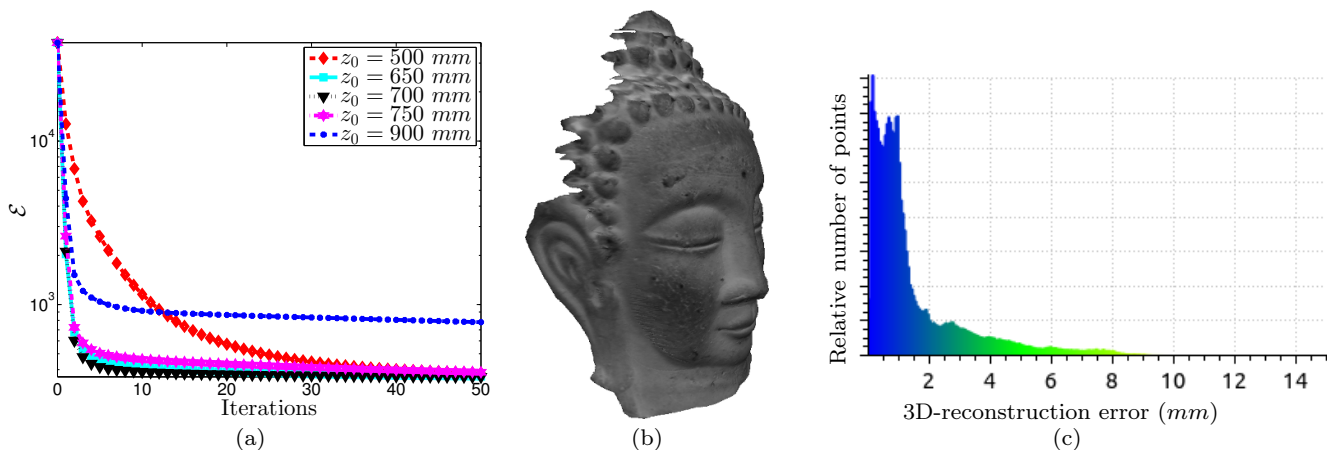 z₀ = 500 mm
z₀ = 650 mm
z₀ = 700 mm
z₀ = 750 mm
z₀ = 900 mm
10⁴
10³
ℰ
0 10 20 30 40 50
Iterations
(a)
(b)
Relative number of points
2 4 6 8 10 12 14
3D-reconstruction error (mm)
(c)